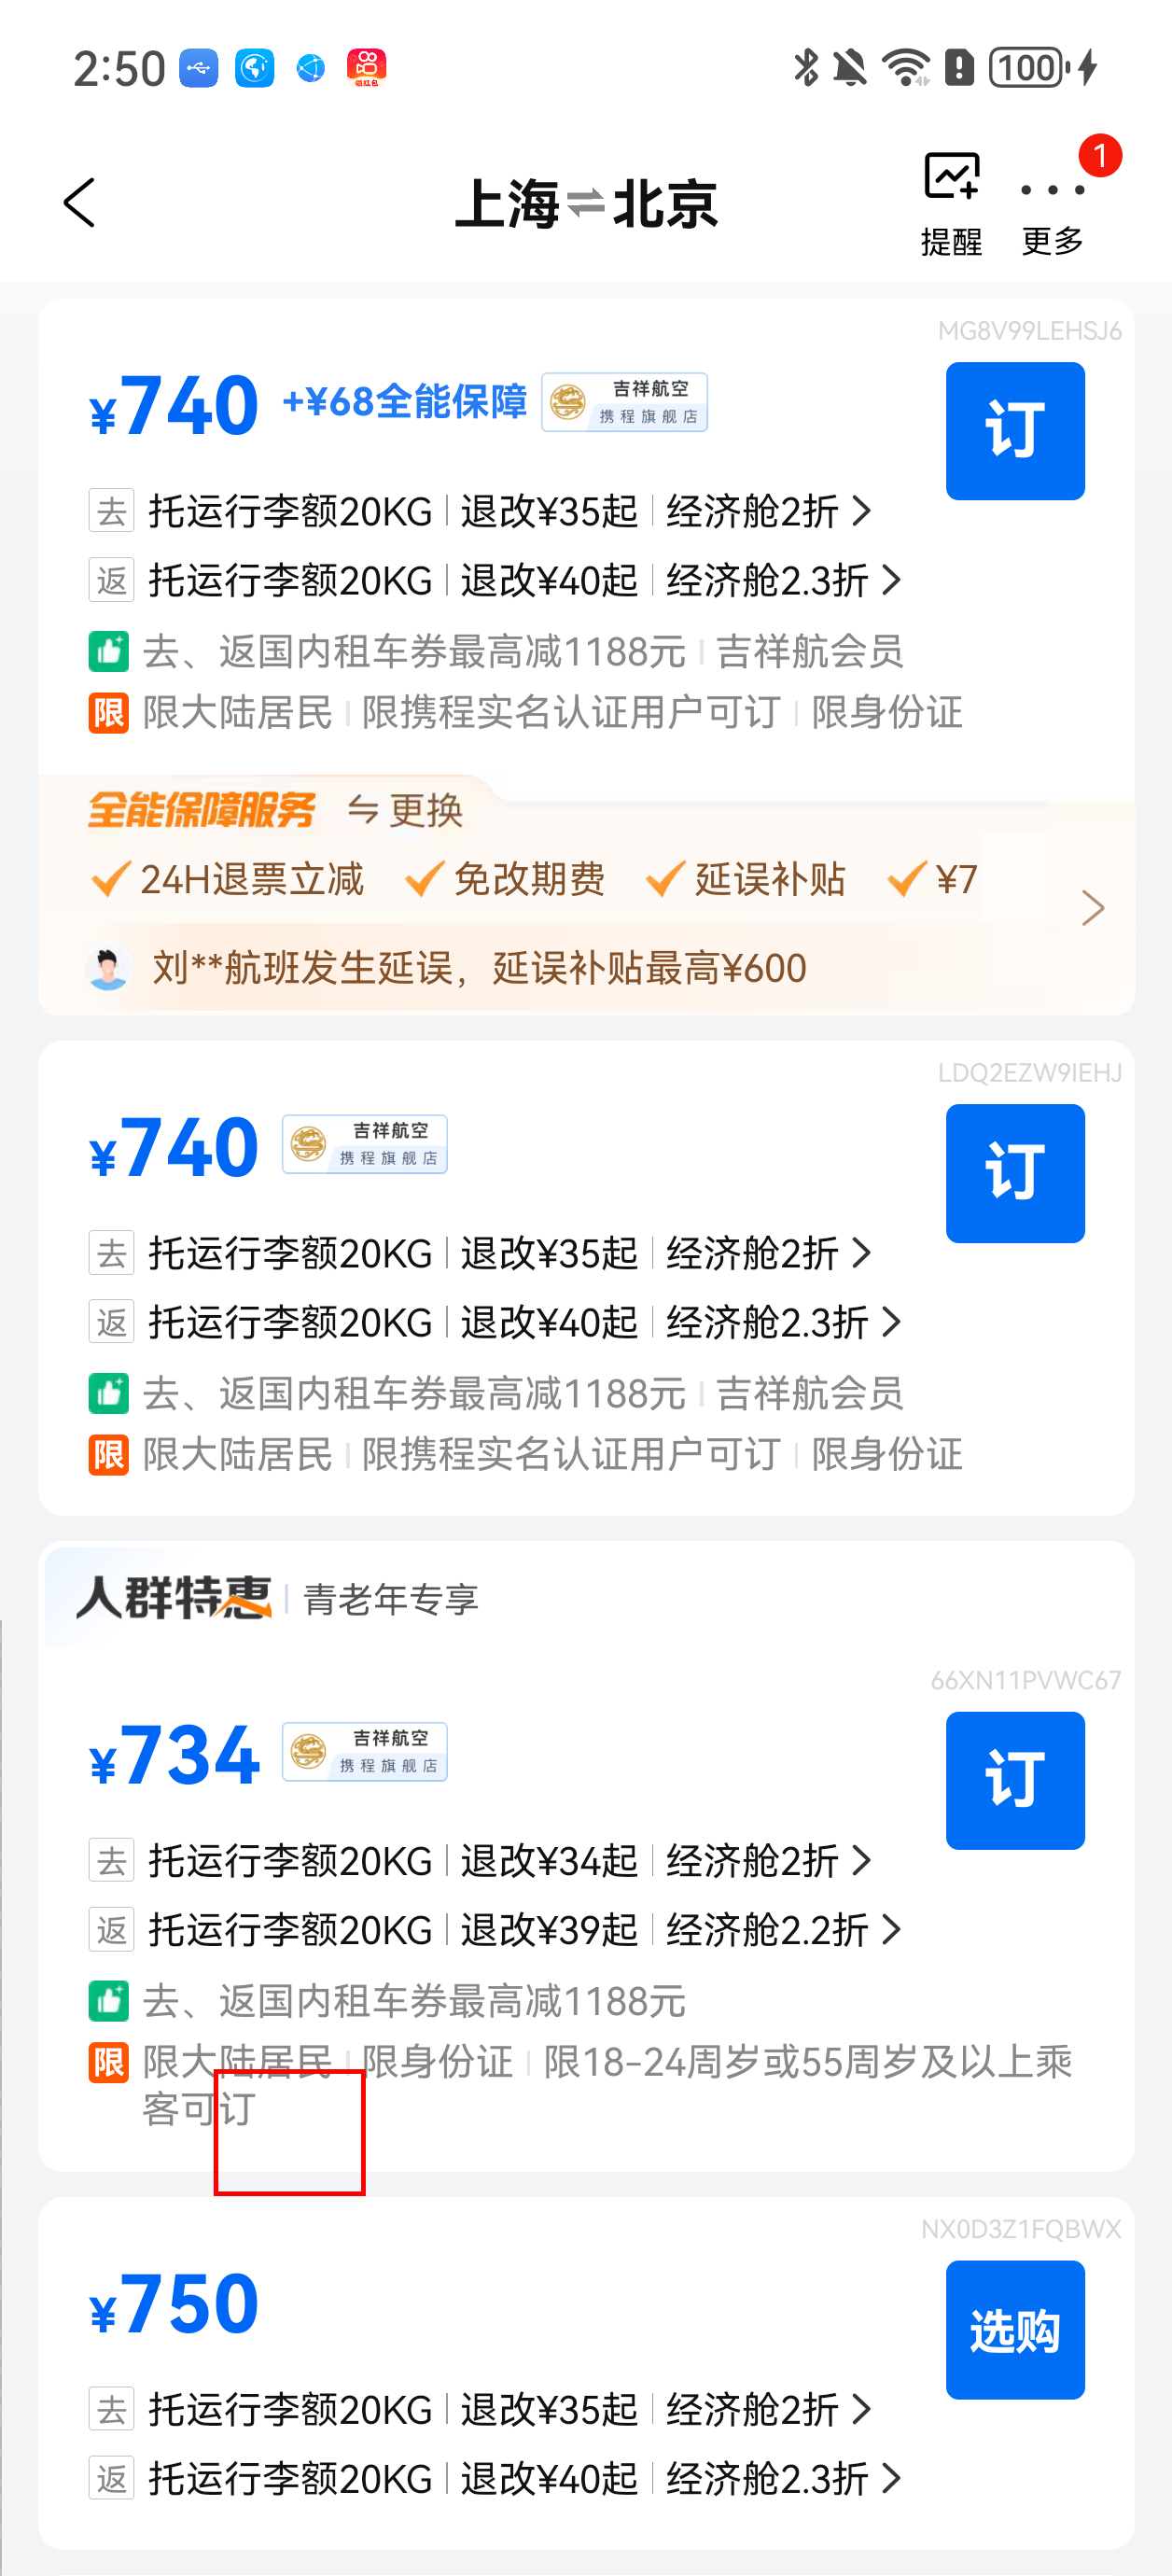 2:50 100
上海 北京 提醒 更多 1
领红包
MG8V99LEHSJ6
¥740 +¥68全能保障 吉祥航空 携程旗舰店 订
去 托运行李额20KG 退改¥35起 经济舱2折
返 托运行李额20KG 退改¥40起 经济舱2.3折
去、返国内租车券最高减1188元 吉祥航会员
限 限大陆居民 限携程实名认证用户可订 限身份证
全能保障服务 更换
24H退票立减 免改期费 延误补贴 ¥7
刘**航班发生延误，延误补贴最高¥600
LDQ2EZW9IEHJ
¥740 吉祥航空 携程旗舰店 订
去 托运行李额20KG 退改¥35起 经济舱2折
返 托运行李额20KG 退改¥40起 经济舱2.3折
去、返国内租车券最高减1188元 吉祥航会员
限 限大陆居民 限携程实名认证用户可订 限身份证
人群特惠 青老年专享
66XN11PVWC67
¥734 吉祥航空 携程旗舰店 订
去 托运行李额20KG 退改¥34起 经济舱2折
返 托运行李额20KG 退改¥39起 经济舱2.2折
去、返国内租车券最高减1188元
限 限大陆居民 限身份证 限18-24周岁或55周岁及以上乘
客可订
NX0D3Z1FQBWX
¥750 选购
去 托运行李额20KG 退改¥35起 经济舱2折
返 托运行李额20KG 退改¥40起 经济舱2.3折